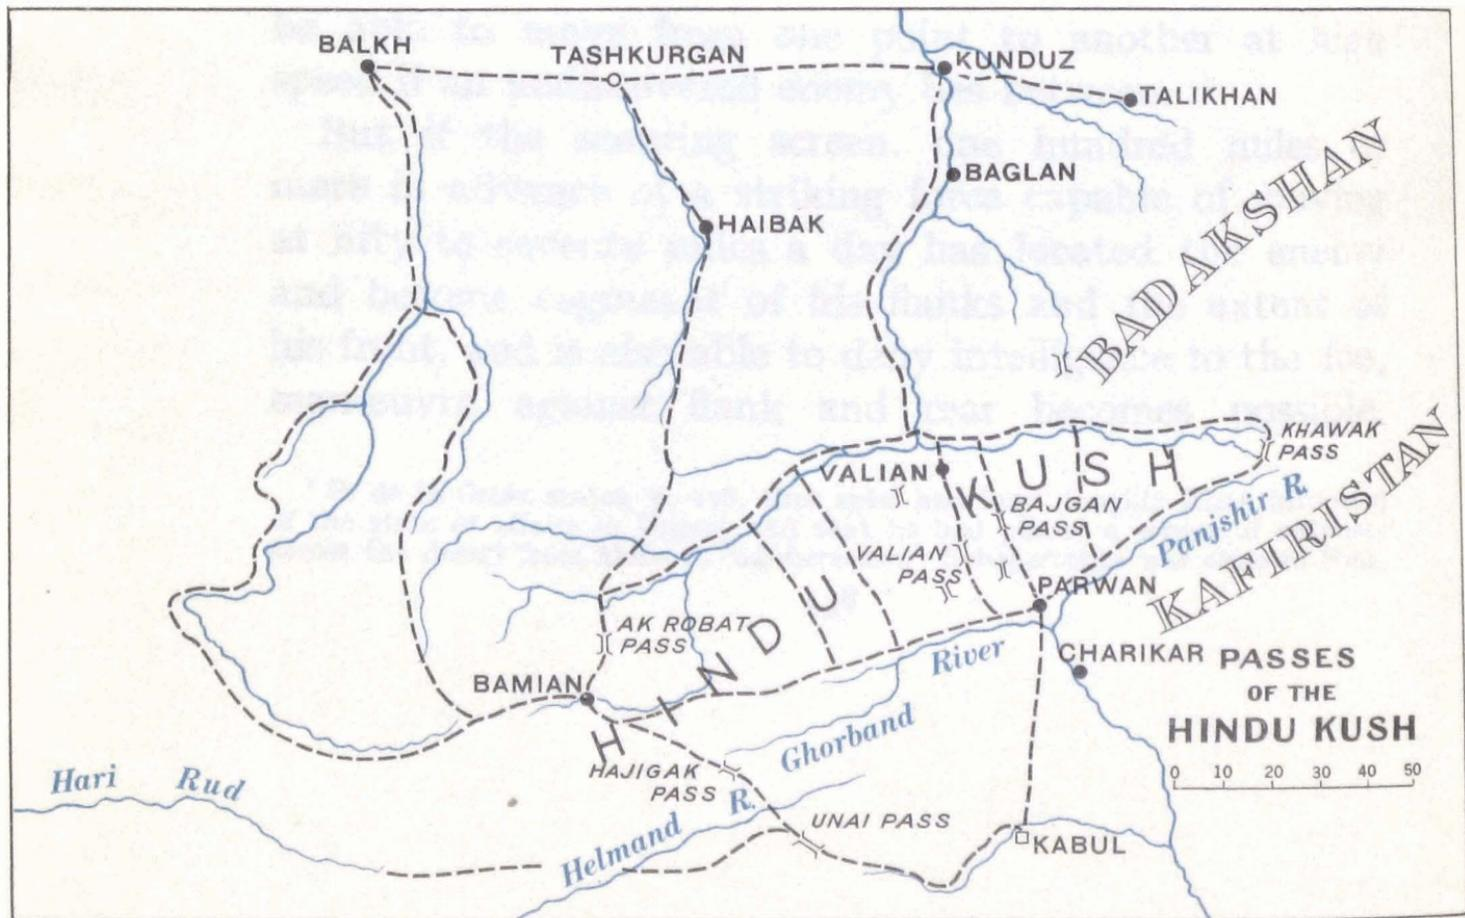 BALKH
TASHKURGAN
KUNDUZ
TALIKHAN
BAGLAN
HAIBAK
BADAKSHAN
KHAWAK
PASS
VALIAN
HINDU KUSH
BAJGAN
PASS
Panjshir R.
VALIAN
PASS
KAFIRISTAN
PARWAN
AK ROBAT
PASS
River
CHARIKAR
BAMIAN
Ghorband
HAJIGAK
PASS
Hari Rud
Helmand R.
UNAI PASS
KABUL
PASSES
OF THE
HINDU KUSH
0 10 20 30 40 50